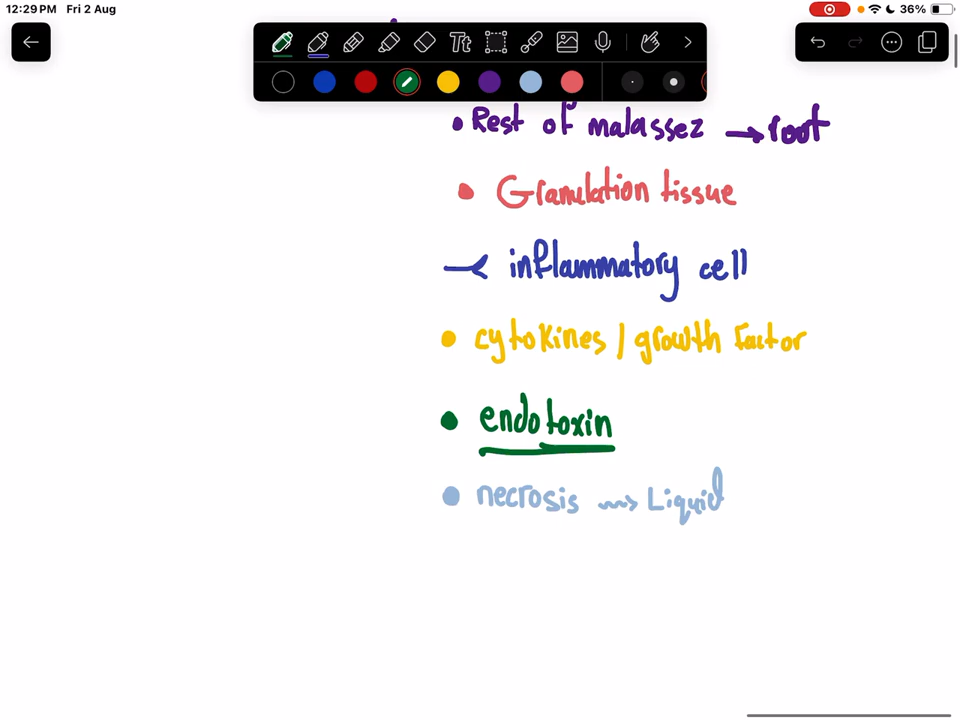 12:29 PM Fri 2 Aug 36%
Tt
Rest of malassez → root
Granulation tissue
inflammatory cell
cytokines / growth factor
endotoxin
necrosis → Liquid